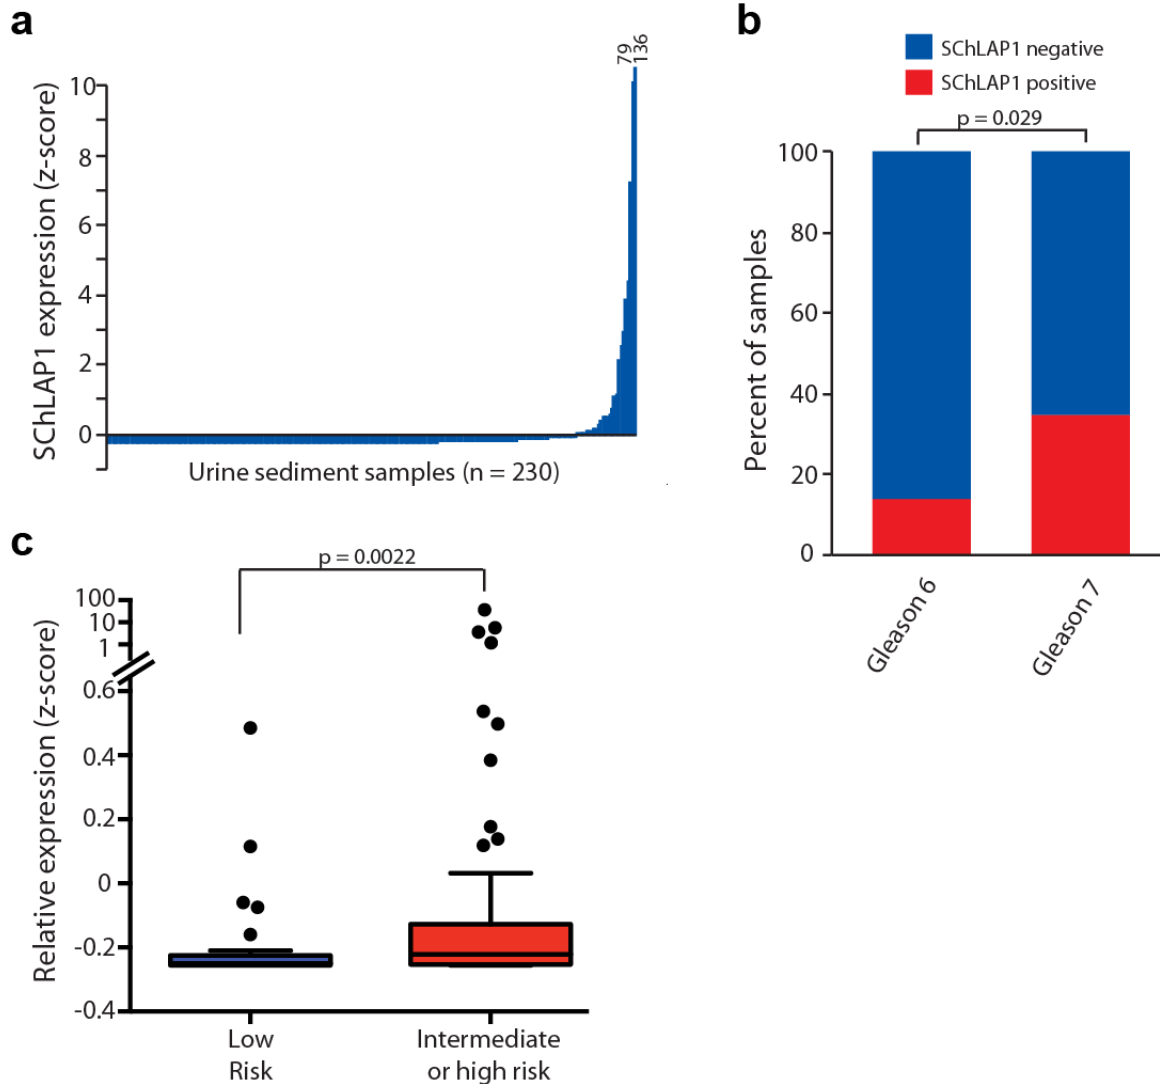 a
79
136
SChLAP1 expression (z-score)
10
8
6
4
2
0
Urine sediment samples (n = 230)
b
SChLAP1 negative
SChLAP1 positive
p = 0.029
Percent of samples
100
80
60
40
20
0
Gleason 6
Gleason 7
c
p = 0.0022
Relative expression (z-score)
100
10
1
0.6
0.4
0.2
0
-0.2
-0.4
Low
Risk
Intermediate
or high risk